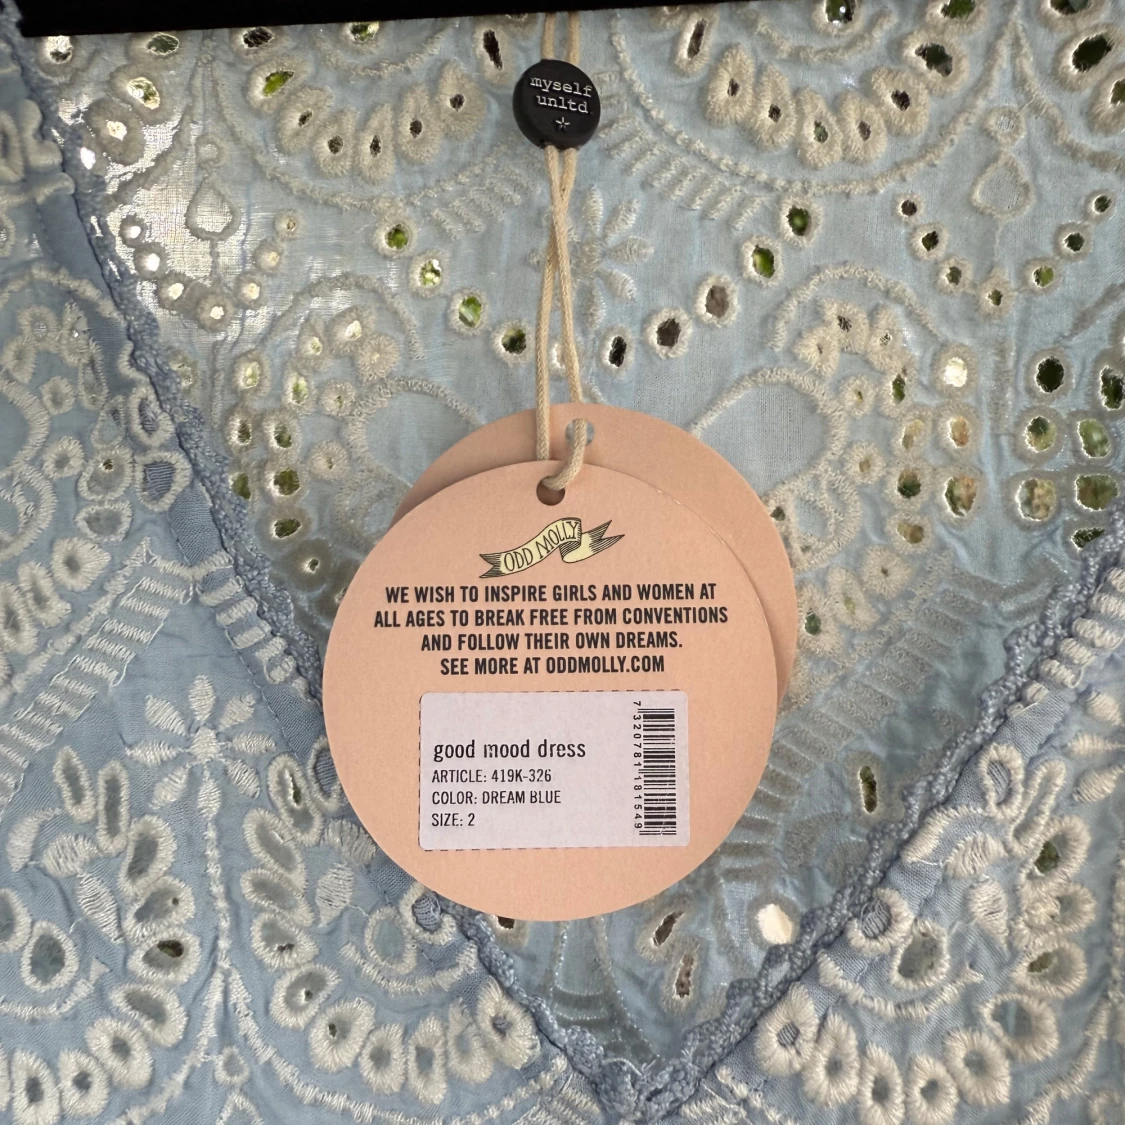 myself
unltd.
ODD MOLLY
WE WISH TO INSPIRE GIRLS AND WOMEN AT
ALL AGES TO BREAK FREE FROM CONVENTIONS
AND FOLLOW THEIR OWN DREAMS.
SEE MORE AT ODDMOLLY.COM
good mood dress
ARTICLE: 419K-326
COLOR: DREAM BLUE
SIZE: 2
7320781181549